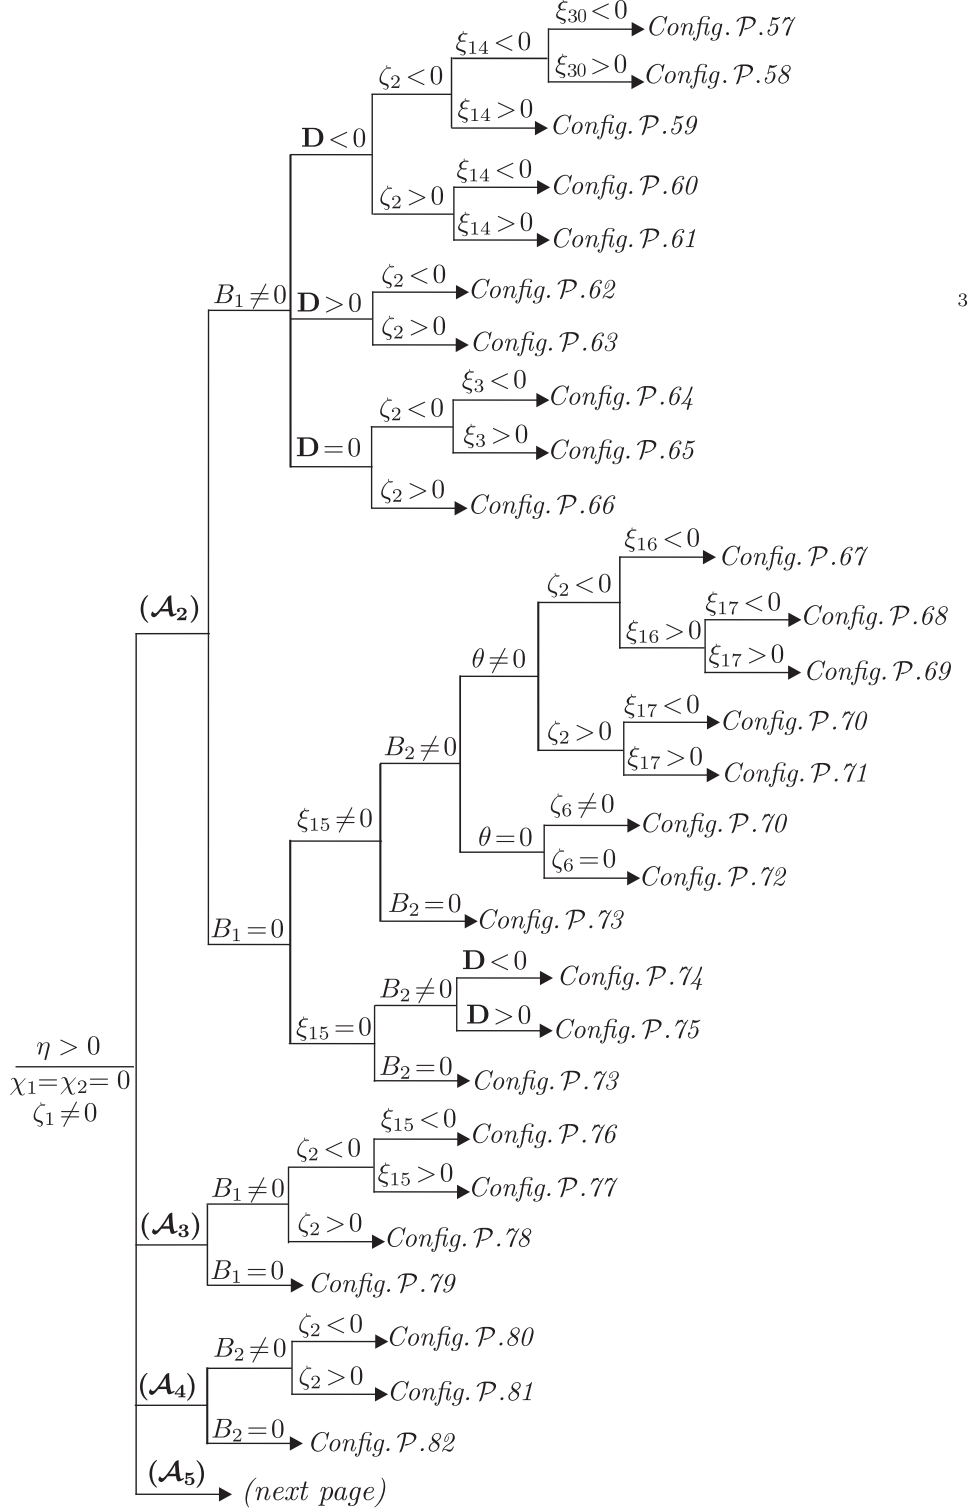 ξ30 < 0
Config. P.57
ξ14 < 0
ξ30 > 0
Config. P.58
ζ2 < 0
ξ14 > 0
Config. P.59
D < 0
ξ14 < 0
Config. P.60
ζ2 > 0
ξ14 > 0
Config. P.61
B1 ≠ 0
ζ2 < 0
Config. P.62
D > 0
3
ζ2 > 0
Config. P.63
ξ3 < 0
Config. P.64
ζ2 < 0
ξ3 > 0
Config. P.65
D = 0
ζ2 > 0
Config. P.66
(A2)
ξ16 < 0
Config. P.67
ζ2 < 0
ξ17 < 0
Config. P.68
ξ16 > 0
ξ17 > 0
Config. P.69
θ ≠ 0
ξ17 < 0
Config. P.70
ζ2 > 0
ξ17 > 0
Config. P.71
B2 ≠ 0
ζ6 ≠ 0
Config. P.70
ξ15 ≠ 0
θ = 0
ζ6 = 0
Config. P.72
B2 = 0
Config. P.73
B1 = 0
D < 0
Config. P.74
B2 ≠ 0
D > 0
Config. P.75
ξ15 = 0
B2 = 0
Config. P.73
η > 0
χ1 = χ2 = 0
ζ1 ≠ 0
ξ15 < 0
Config. P.76
ζ2 < 0
ξ15 > 0
Config. P.77
B1 ≠ 0
ζ2 > 0
Config. P.78
(A3)
B1 = 0
Config. P.79
ζ2 < 0
Config. P.80
B2 ≠ 0
ζ2 > 0
Config. P.81
(A4)
B2 = 0
Config. P.82
(A5)
(next page)